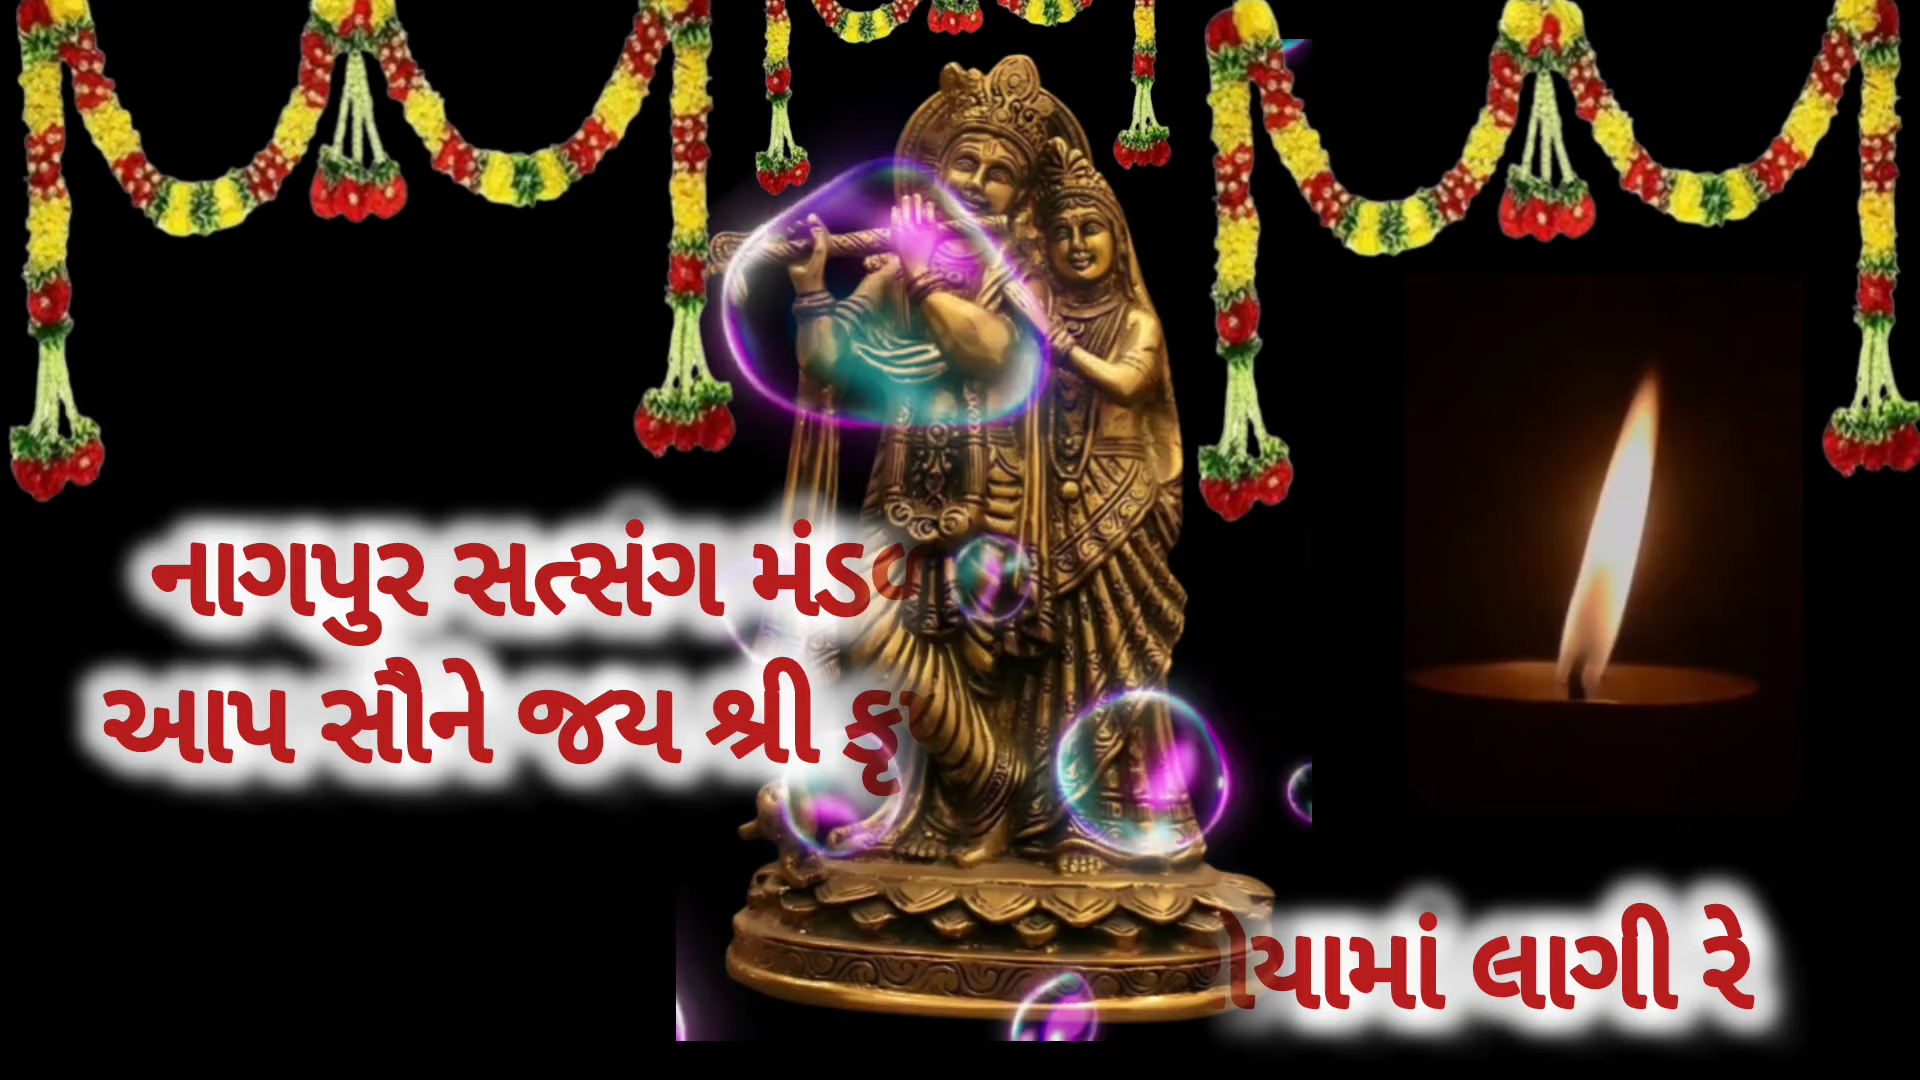 નાગપુર સત્સંગ
આપ સૌને જય શ્રી
લાગી રે